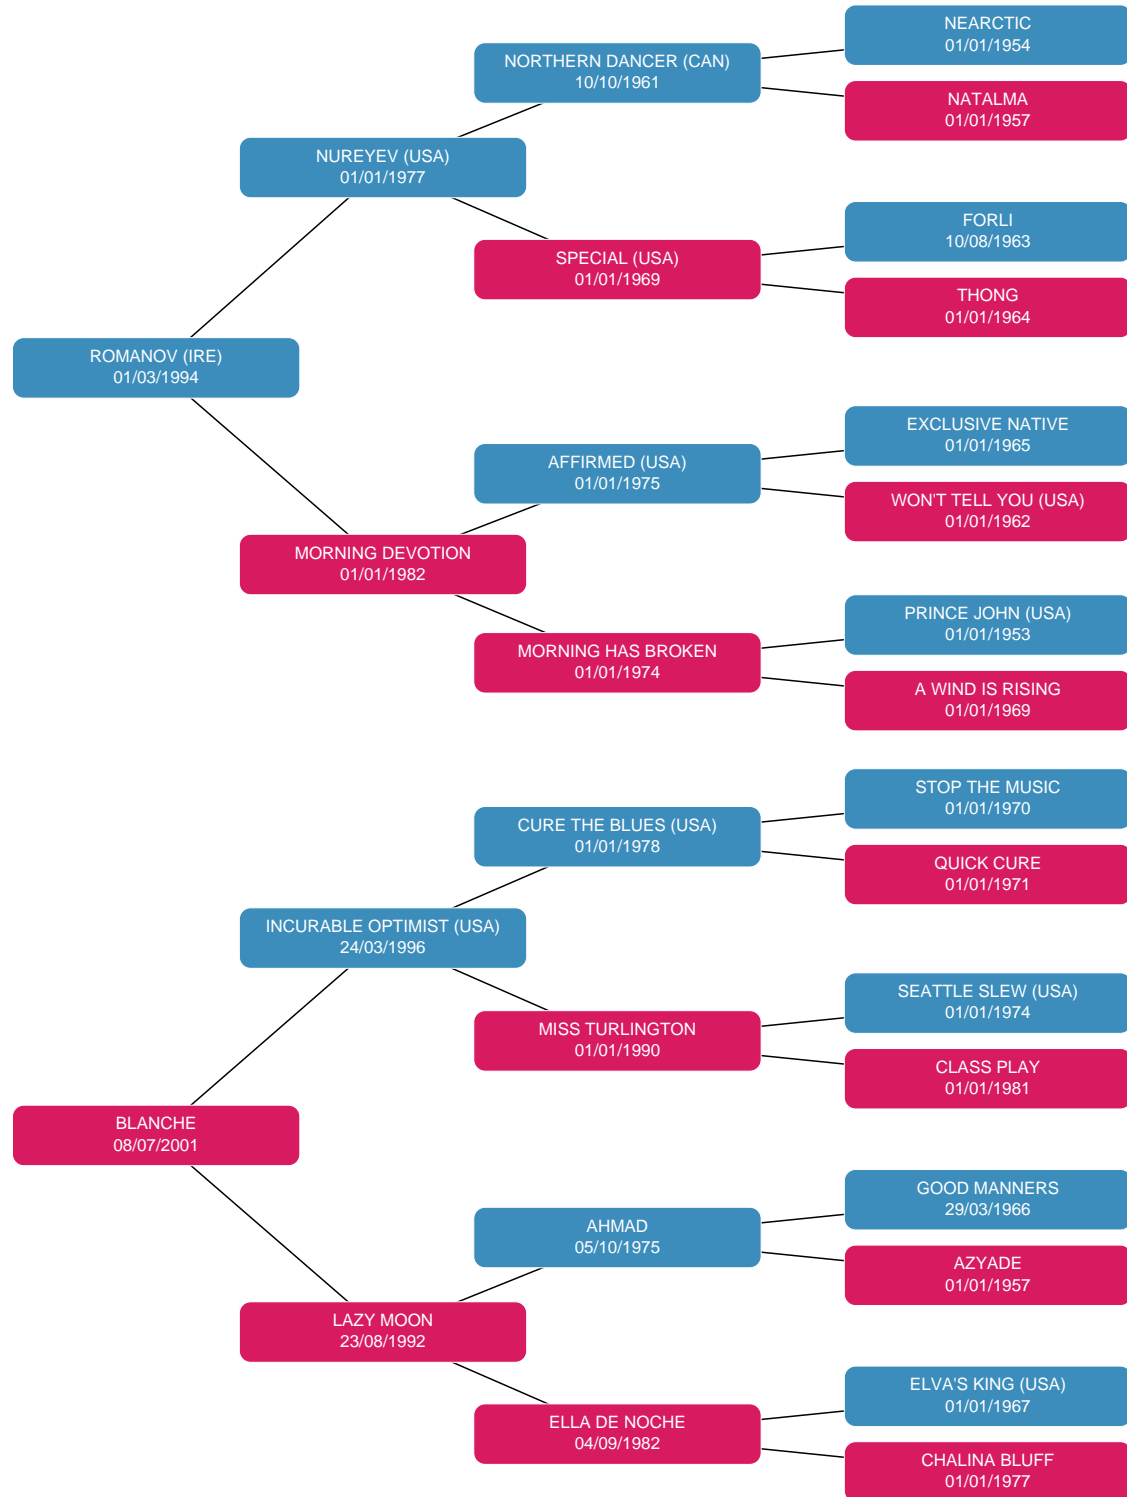 NEARCTIC
01/01/1954
NORTHERN DANCER (CAN)
10/10/1961
NATALMA
01/01/1957
NUREYEV (USA)
01/01/1977
FORLI
10/08/1963
SPECIAL (USA)
01/01/1969
THONG
01/01/1964
ROMANOV (IRE)
01/03/1994
EXCLUSIVE NATIVE
01/01/1965
AFFIRMED (USA)
01/01/1975
WON'T TELL YOU (USA)
01/01/1962
MORNING DEVOTION
01/01/1982
PRINCE JOHN (USA)
01/01/1953
MORNING HAS BROKEN
01/01/1974
A WIND IS RISING
01/01/1969
STOP THE MUSIC
01/01/1970
CURE THE BLUES (USA)
01/01/1978
QUICK CURE
01/01/1971
INCURABLE OPTIMIST (USA)
24/03/1996
SEATTLE SLEW (USA)
01/01/1974
MISS TURLINGTON
01/01/1990
CLASS PLAY
01/01/1981
BLANCHE
08/07/2001
GOOD MANNERS
29/03/1966
AHMAD
05/10/1975
AZYADE
01/01/1957
LAZY MOON
23/08/1992
ELVA'S KING (USA)
01/01/1967
ELLA DE NOCHE
04/09/1982
CHALINA BLUFF
01/01/1977